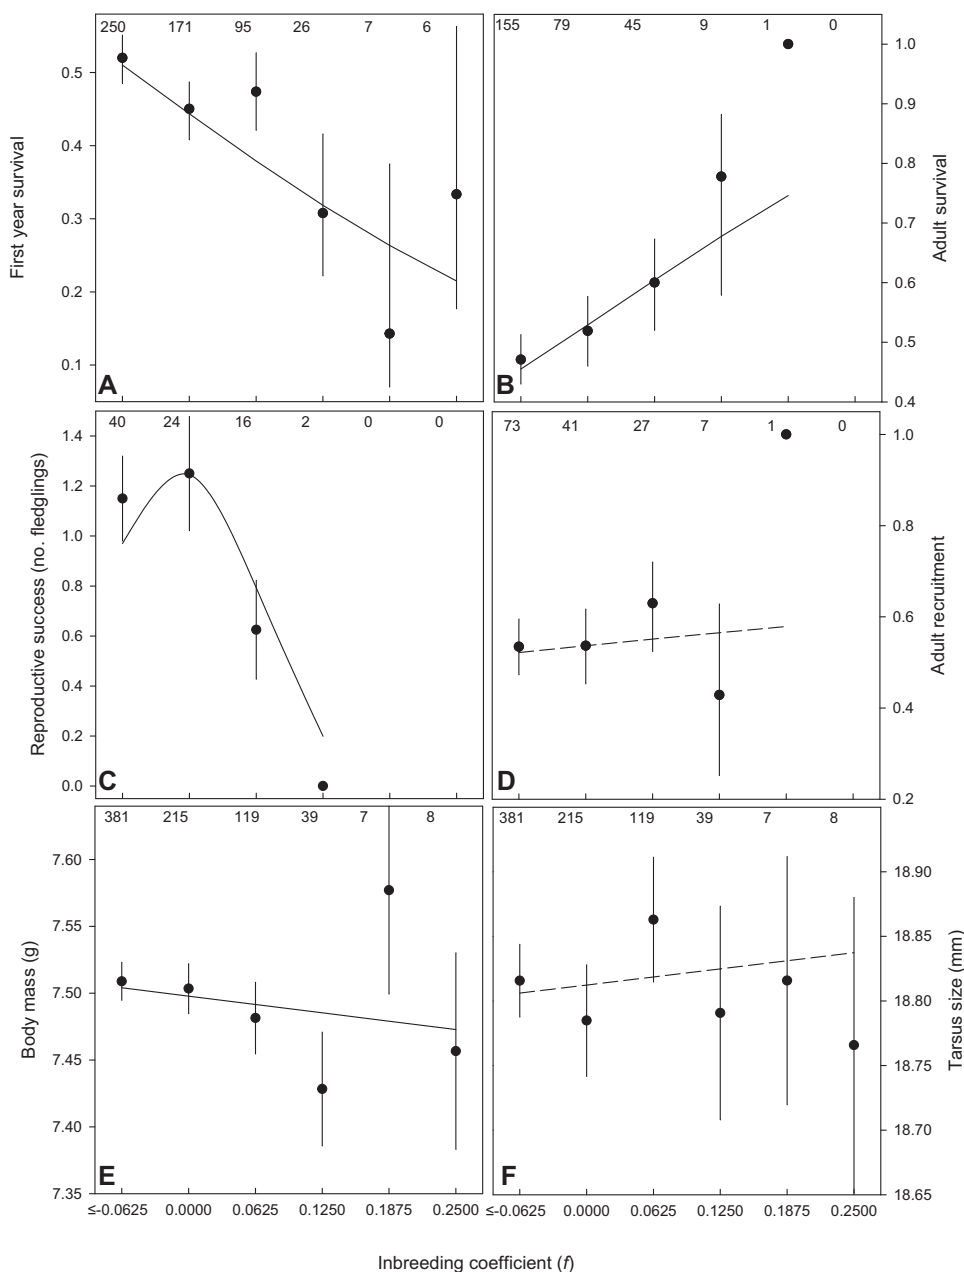 250 171 95 26 7 6
0.5
0.4
0.3
0.2
0.1
First year survival
A
155 79 45 9 1 0
1.0
0.9
0.8
0.7
0.6
0.5
0.4
Adult survival
B
40 24 16 2 0 0
1.4
1.2
1.0
0.8
0.6
0.4
0.2
0.0
Reproductive success (no. fledglings)
C
73 41 27 7 1 0
1.0
0.8
0.6
0.4
0.2
Adult recruitment
D
381 215 119 39 7 8
7.60
7.55
7.50
7.45
7.40
7.35
Body mass (g)
E
≤-0.0625 0.0000 0.0625 0.1250 0.1875 0.2500
381 215 119 39 7 8
18.90
18.85
18.80
18.75
18.70
18.65
Tarsus size (mm)
F
≤-0.0625 0.0000 0.0625 0.1250 0.1875 0.2500
Inbreeding coefficient (f)